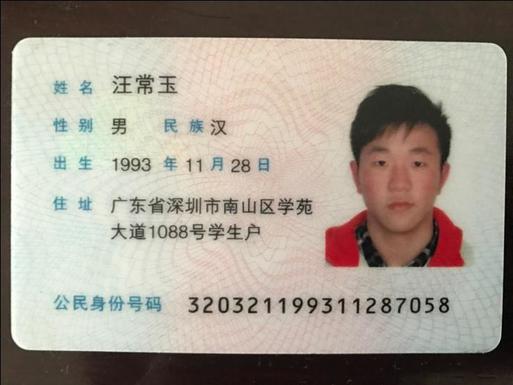 姓名 汪常玉
性别 男 民族 汉
出生 1993 年 11 月 28 日
住址 广东省深圳市南山区学苑
大道1088号学生户
公民身份号码 320321199311287058